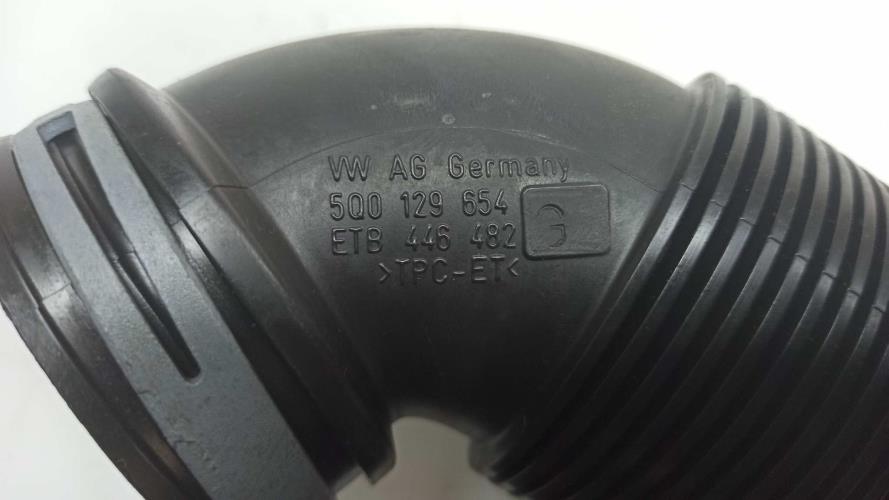 VW AG Germany
5Q0 129 654 G
ETB 446 482
>TPC-ET<